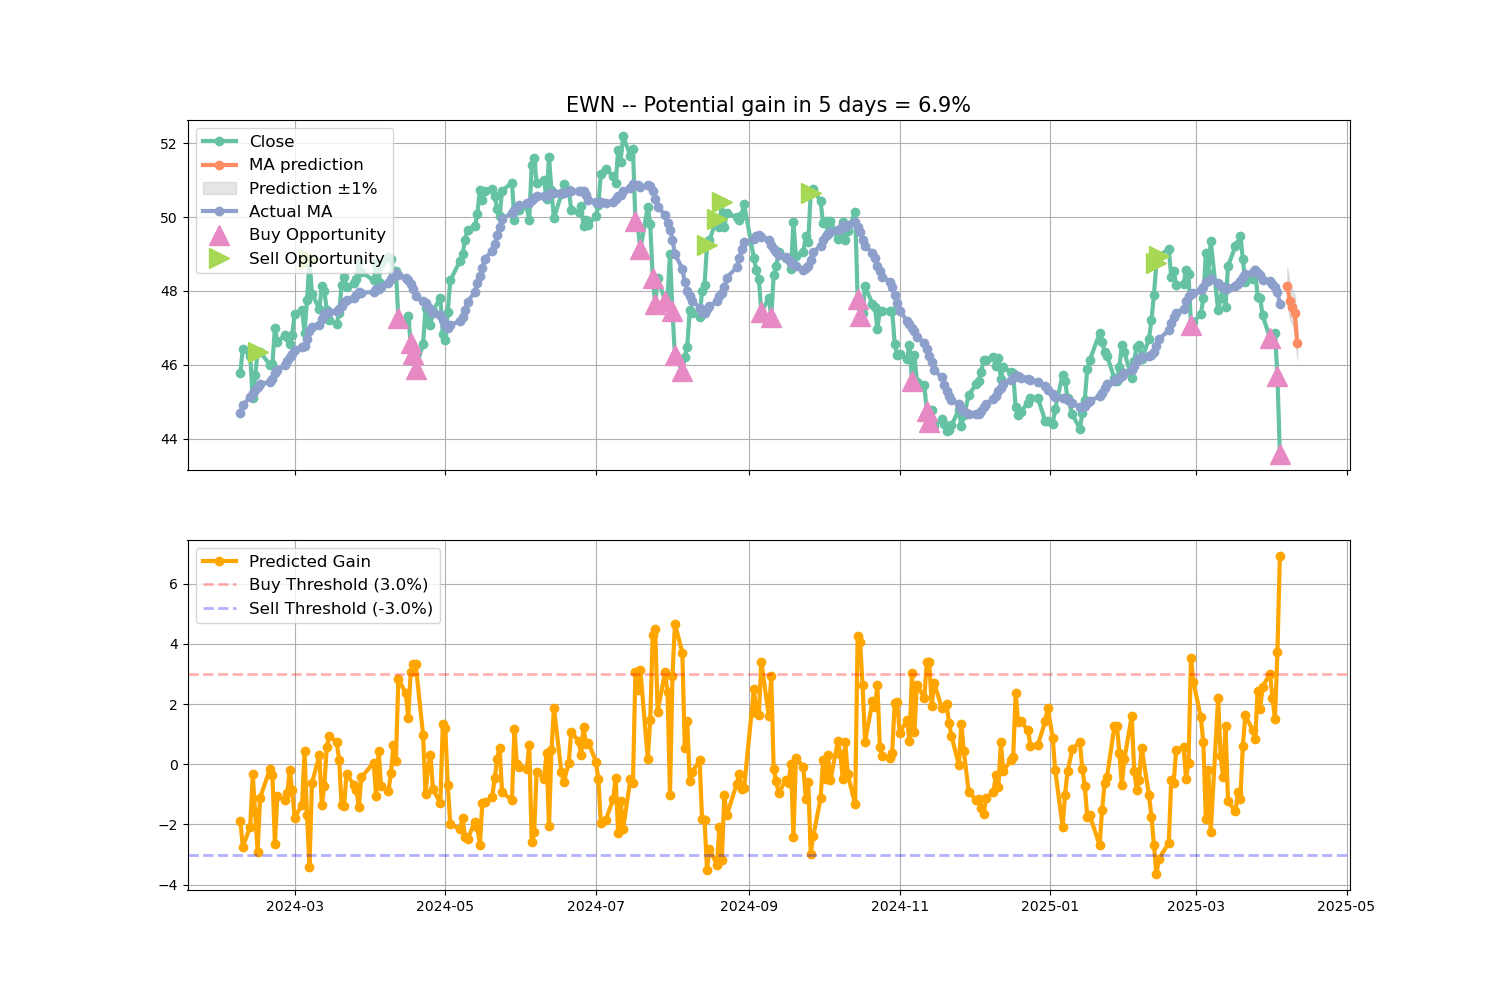 EWN -- Potential gain in 5 days = 6.9%
52
50
48
46
44
Close
MA prediction
Prediction ±1%
Actual MA
Buy Opportunity
Sell Opportunity
6
4
2
0
−2
−4
Predicted Gain
Buy Threshold (3.0%)
Sell Threshold (-3.0%)
2024-03
2024-05
2024-07
2024-09
2024-11
2025-01
2025-03
2025-05